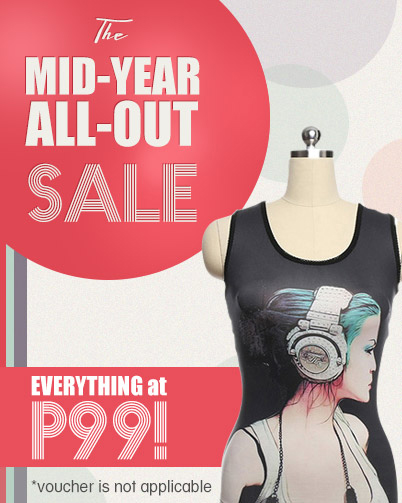 The
MID-YEAR
ALL-OUT
SALE
EVERYTHING at
P99!
*voucher is not applicable